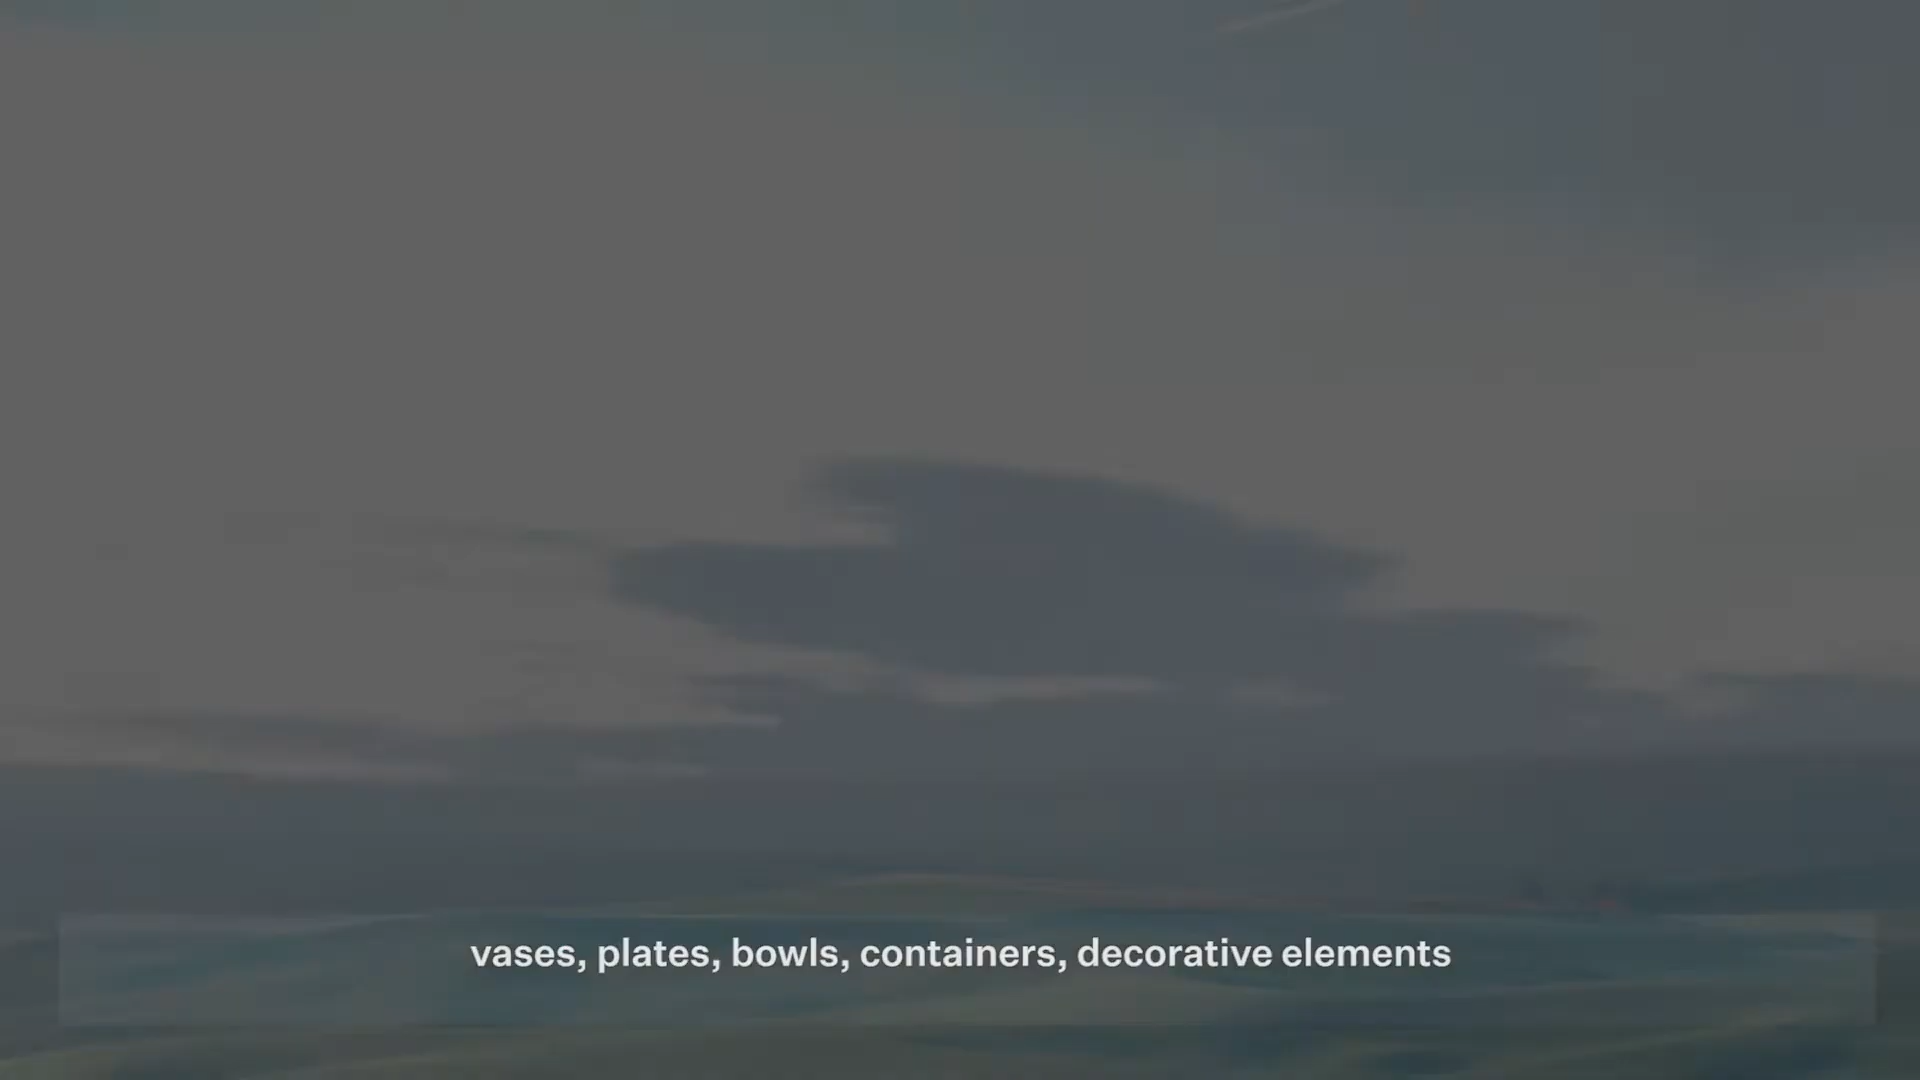 vases, plates, bowls, containers, decorative elements